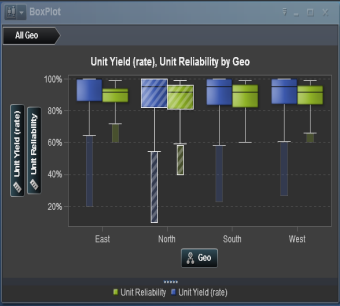 BoxPlot
All Geo
Unit Yield (rate), Unit Reliability by Geo
100%
80%
60%
40%
20%
Unit Yield (rate)
Unit Reliability
East
North
South
West
Geo
Unit Reliability
Unit Yield (rate)